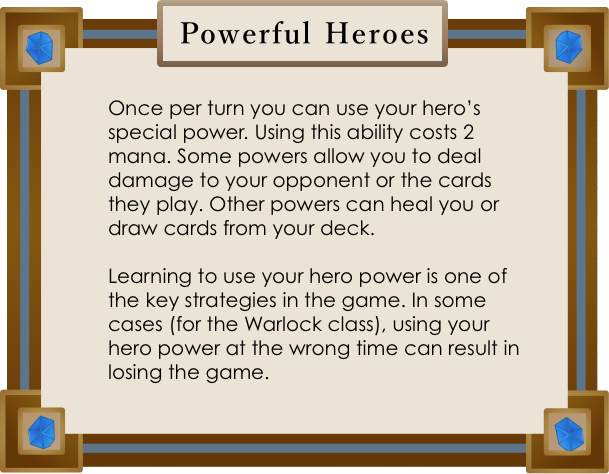 Powerful Heroes
Once per turn you can use your hero's
special power. Using this ability costs 2
mana. Some powers allow you to deal
damage to your opponent or the cards
they play. Other powers can heal you or
draw cards from your deck.
Learning to use your hero power is one of
the key strategies in the game. In some
cases (for the Warlock class), using your
hero power at the wrong time can result in
losing the game.